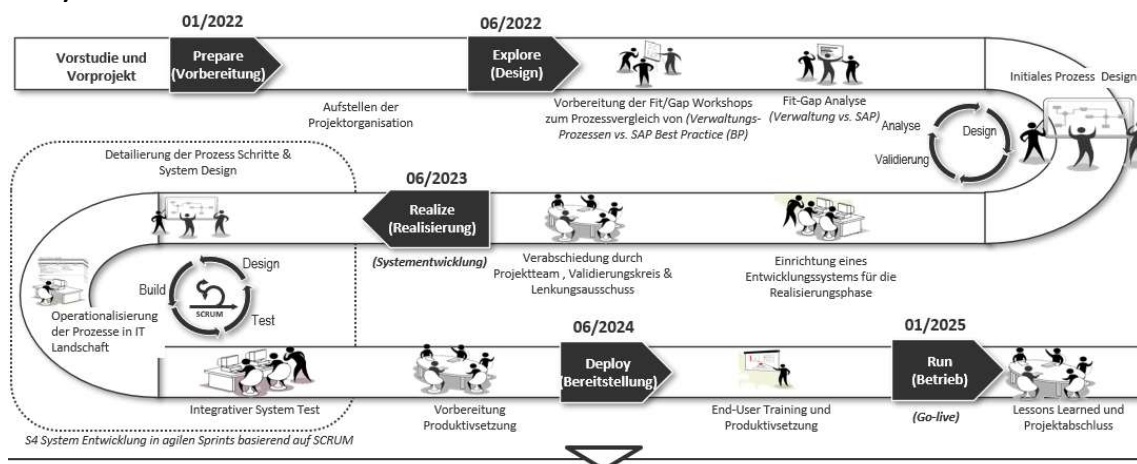 01/2022
06/2022
Vorstudie und
Vorprojekt
Prepare
(Vorbereitung)
Explore
(Design)
Aufstellen der
Projektorganisation
Vorbereitung der Fit/Gap Workshops
zum Prozessvergleich von (Verwaltungs-
Prozessen vs. SAP Best Practice (BP)
Fit-Gap Analyse
(Verwaltung vs. SAP)
Initiales Prozess Design
Analyse
Design
Validierung
Detailierung der Prozess Schritte &
System Design
06/2023
Realize
(Realisierung)
(Systementwicklung)
Verabschiedung durch
Projektteam , Validierungskreis &
Lenkungsausschuss
Einrichtung eines
Entwicklungssystems für die
Realisierungsphase
Design
Build
SCRUM
Test
Operationalisierung
der Prozesse in IT
Landschaft
06/2024
01/2025
Deploy
(Bereitstellung)
Run
(Betrieb)
Integrativer System Test
Vorbereitung
Produktivsetzung
End-User Training und
Produktivsetzung
(Go-live)
Lessons Learned und
Projektabschluss
S4 System Entwicklung in agilen Sprints basierend auf SCRUM